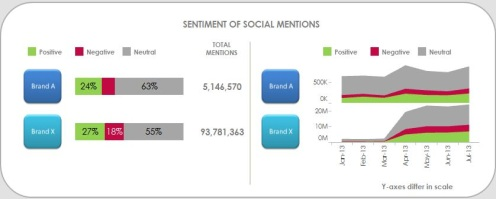 SENTIMENT OF SOCIAL MENTIONS
Positive Negative Neutral
TOTAL
MENTIONS
Brand A 24% 63% 5,146,570
Brand X 27% 18% 55% 93,781,363
Positive Negative Neutral
Brand A
500K
0K
Brand X
20M
10M
0M
Jan-13 Feb-13 Mar-13 Apr-13 May-13 Jun-13 Jul-13
Y-axes differ in scale